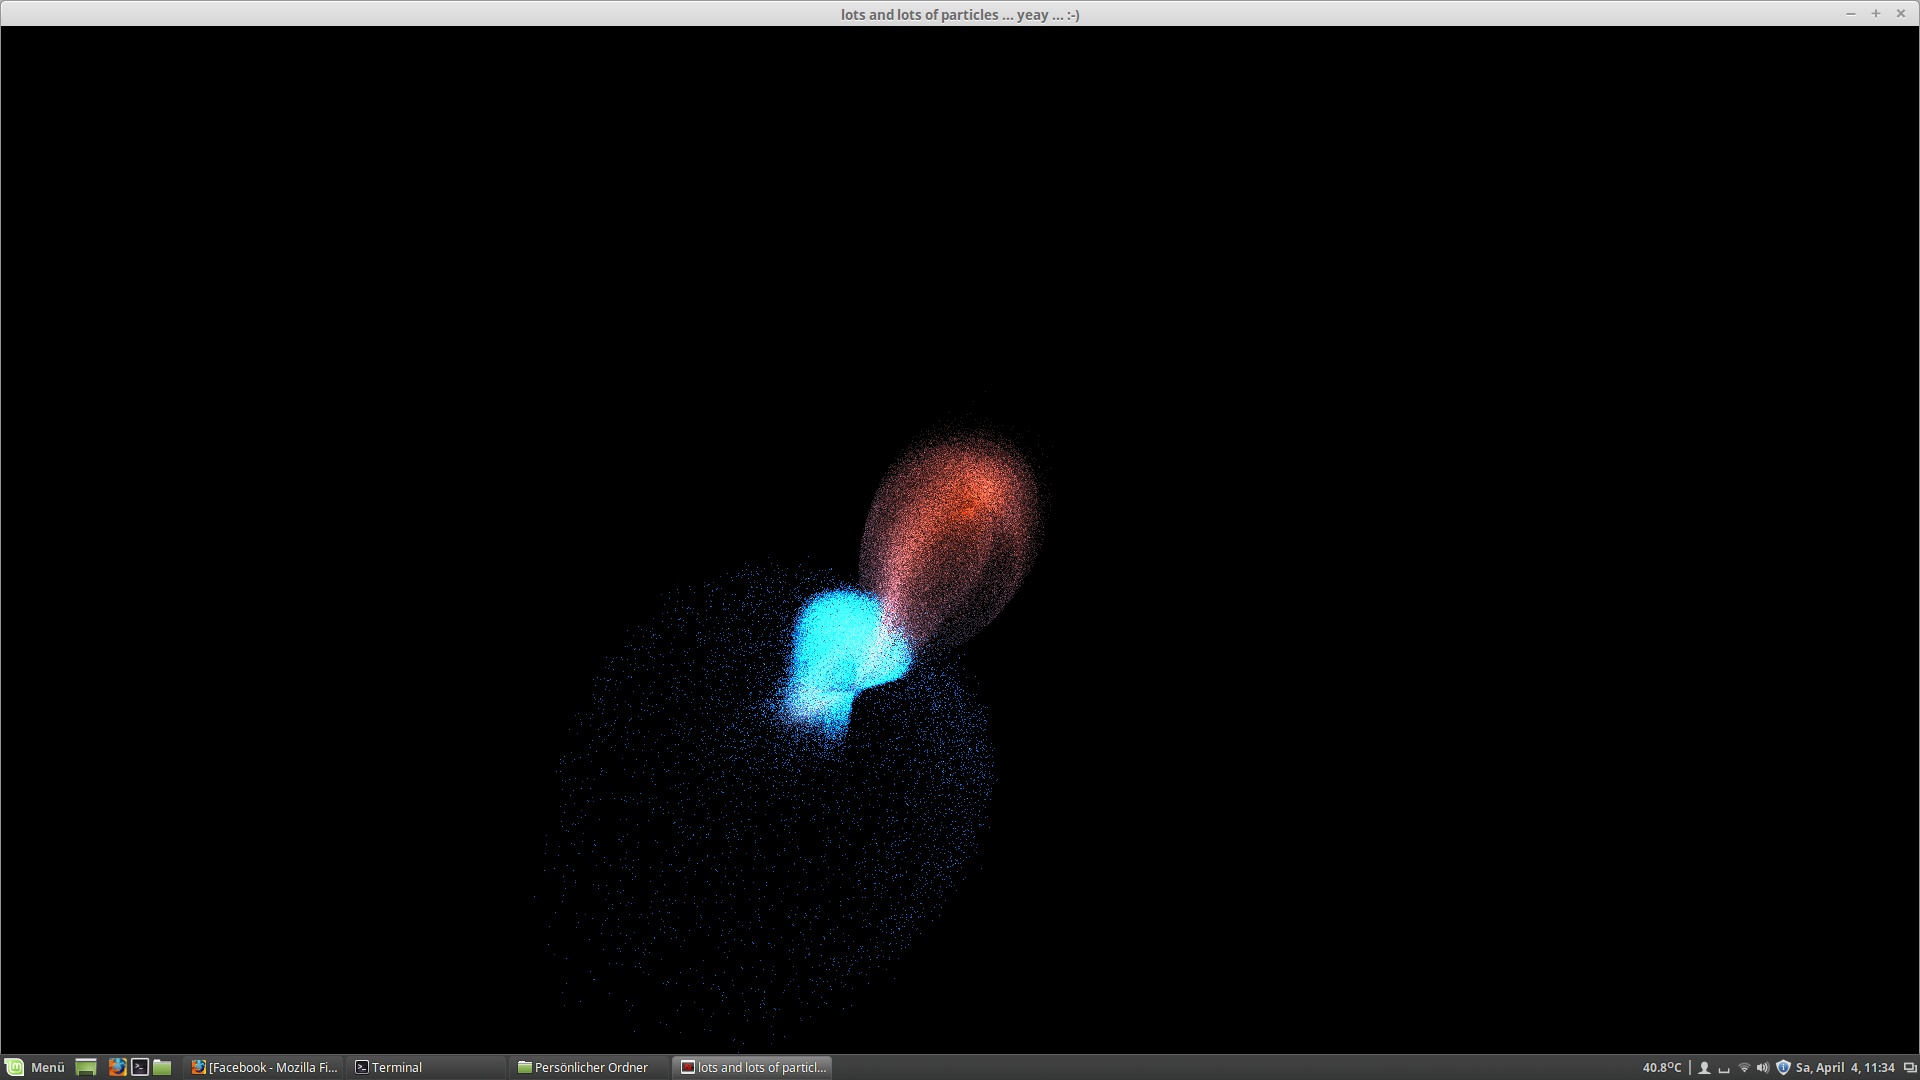 lots and lots of particles ... yeay ... :-)
Menü
[Facebook - Mozilla Fi...
Terminal
Persönlicher Ordner
lots and lots of particl...
40.8°C
Sa, April 4, 11:34